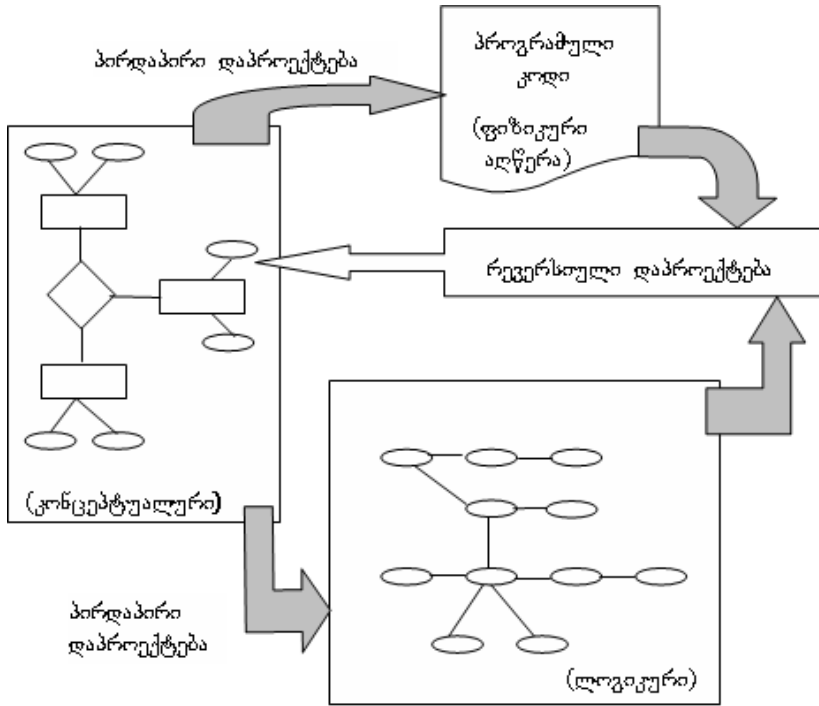 პირდაპირი დაპროექტება
პროგრამული
კოდი
(ფიზიკური
აღწერა)
რევერსიული დაპროექტება
(კონცეპტუალური)
პირდაპირი
დაპროექტება
(ლოგიკური)